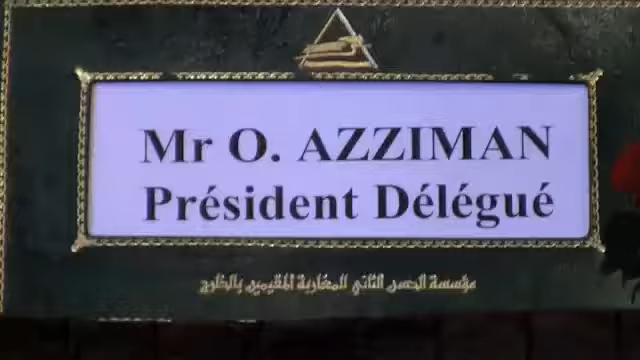 Mr O. AZZIMAN
Président Délégué
مؤسسة الحسن الثاني للمغاربة المقيمين بالخارج